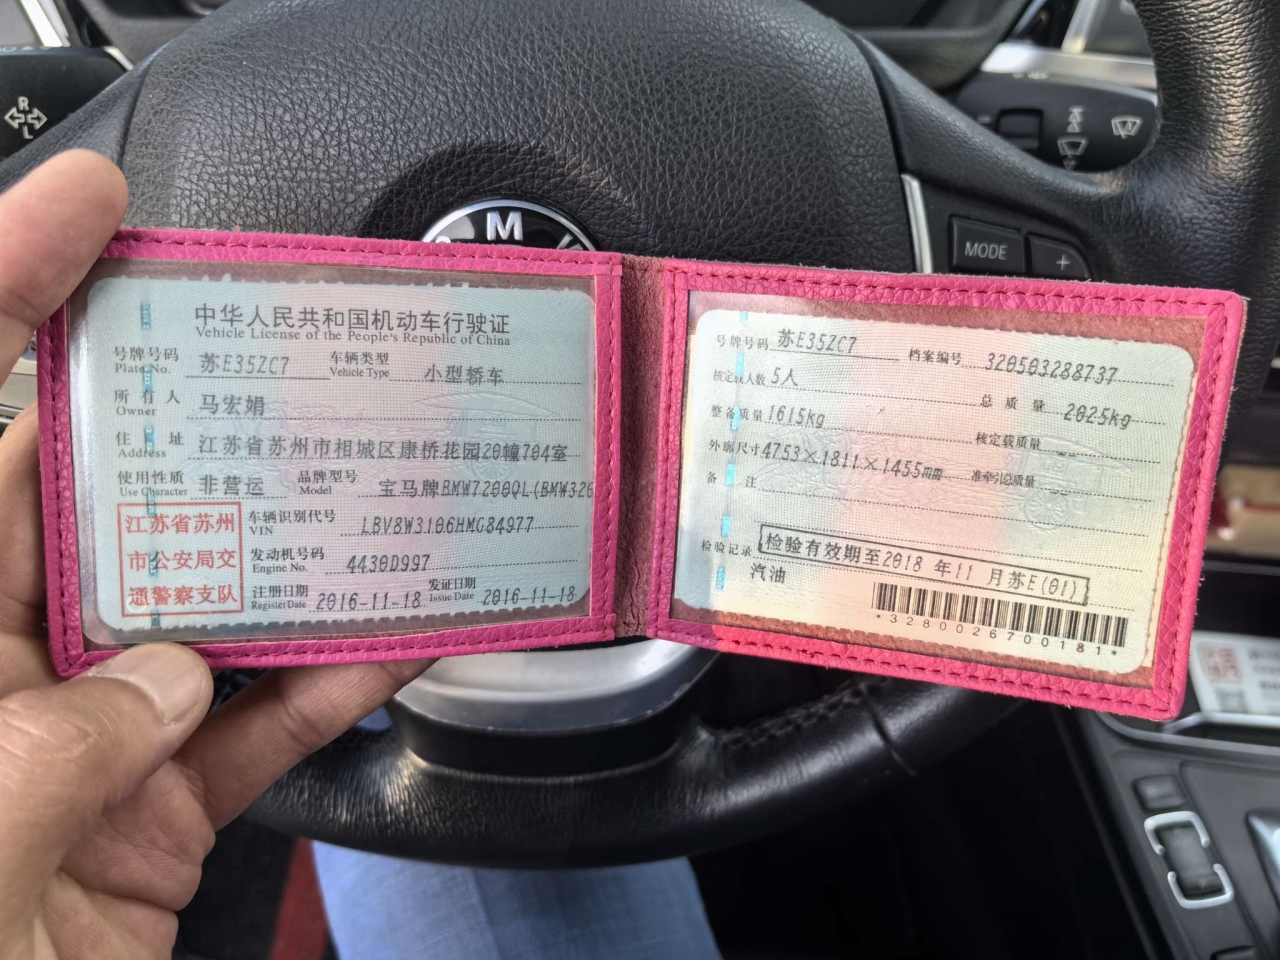 R
L
M
MODE
+
中华人民共和国机动车行驶证
Vehicle License of the People's Republic of China
号牌号码 苏E35ZC7 车辆类型 小型轿车
Plate No. Vehicle Type
所有人 马宏娟
Owner
住址 江苏省苏州市相城区康桥花园20幢704室
Address
使用性质 非营运 品牌型号 宝马牌BMW7200QL(BMW326
Use Character Model
江苏省苏州
市公安局交
通警察支队
车辆识别代号 LBV8W3106HMG84977
VIN
发动机号码 4430D997
Engine No.
注册日期 2016-11-18 发证日期 2016-11-18
Register Date Issue Date
号牌号码 苏E35ZC7 档案编号 320503288737
核定载人数 5人 总质量 2025kg
整备质量 1615kg 核定载质量 --
外廓尺寸 4753×1811×1455mm 准牵引总质量 --
备注
检验记录 检验有效期至2018年11月苏E(01)
汽油
*3280026700181*